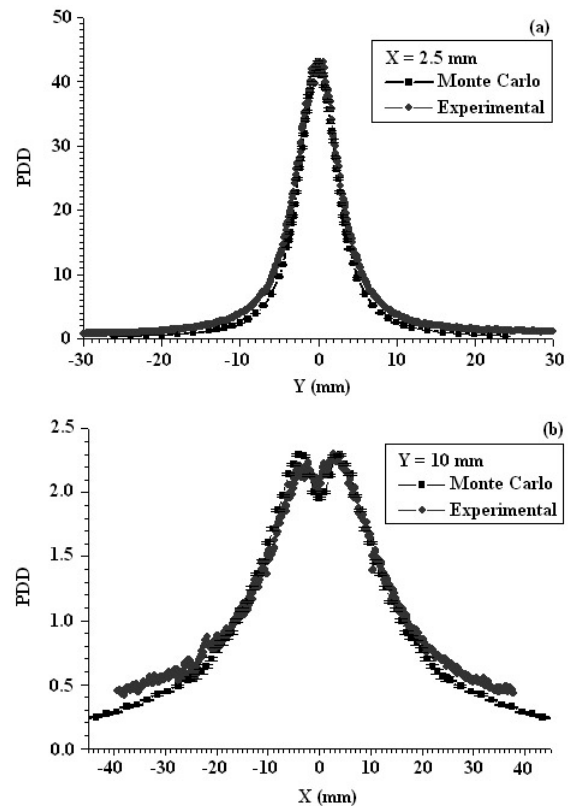 50
(a)
X = 2.5 mm
Monte Carlo
Experimental
40
30
PDD
20
10
0
-30 -20 -10 0 10 20 30
Y (mm)
2.5
(b)
Y = 10 mm
Monte Carlo
Experimental
2.0
1.5
PDD
1.0
0.5
0.0
-40 -30 -20 -10 0 10 20 30 40
X (mm)